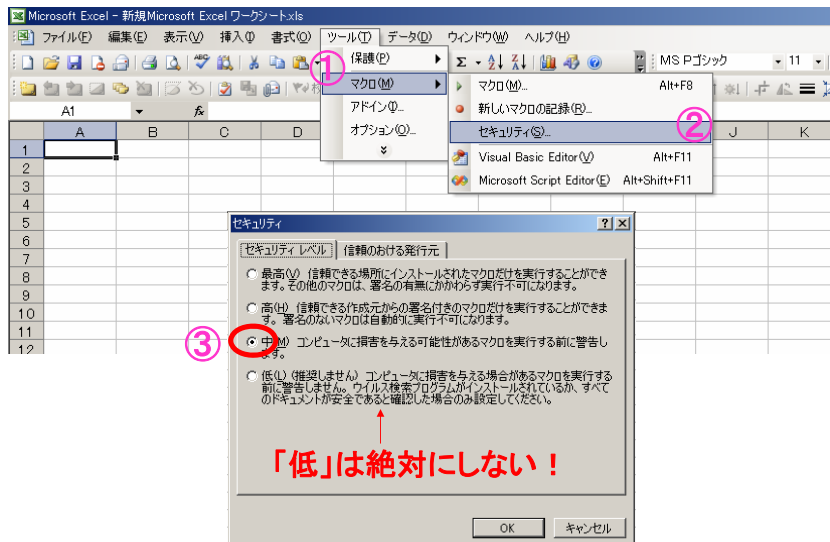 Microsoft Excel - 新規Microsoft Excel ワークシート.xls
ファイル(F) 編集(E) 表示(V) 挿入(I) 書式(O) ツール(T) データ(D) ウィンドウ(W) ヘルプ(H)
①
保護(P)
MS Pゴシック 11
マクロ(M)
マクロ(M)... Alt+F8
アドイン(I)...
新しいマクロの記録(R)...
オプション(O)...
セキュリティ(S)...
②
Visual Basic Editor(V) Alt+F11
Microsoft Script Editor(E) Alt+Shift+F11
A1 fx
A B C D J K
1
2
3
4
5
6
7
8
9
10
11
12
セキュリティ
セキュリティ レベル 信頼のおける発行元
最高(V) 信頼できる場所にインストールされたマクロだけを実行することができ
ます。その他のマクロは、署名の有無にかかわらず実行不可になります。
高(H) 信頼できる作成元からの署名付きのマクロだけを実行することができま
す。署名のないマクロは自動的に実行不可になります。
③
中(M) コンピュータに損害を与える可能性があるマクロを実行する前に警告し
ます。
低(L) (推奨しません) コンピュータに損害を与える場合があるマクロを実行する
前に警告しません。ウイルス検索プログラムがインストールされているか、すべて
のドキュメントが安全であると確認した場合のみ設定してください。
「低」は絶対にしない！
OK キャンセル